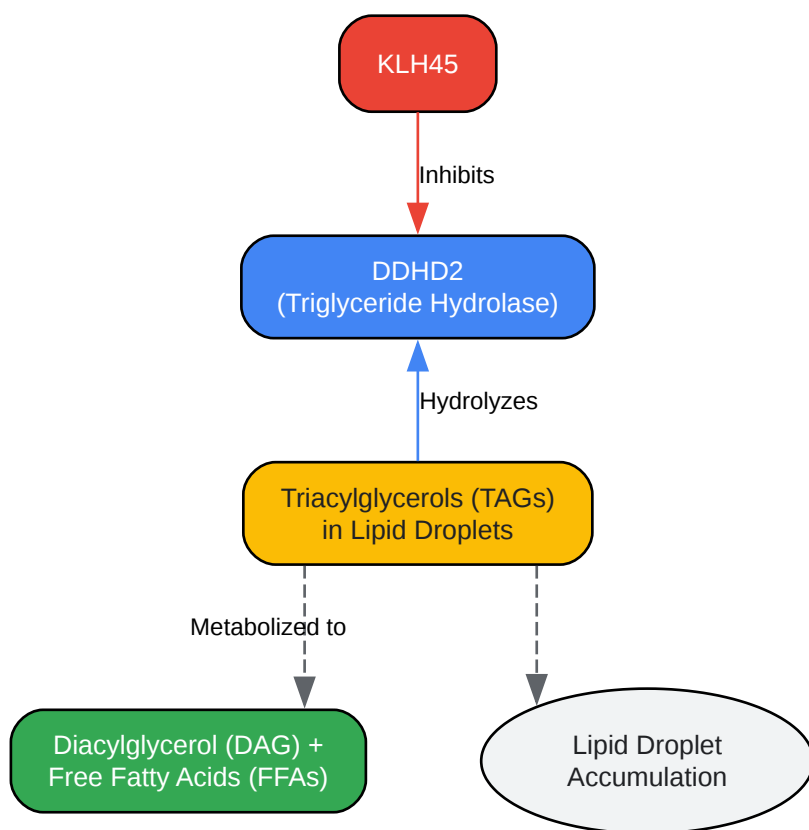 KLH45
Inhibits
DDHD2
(Triglyceride Hydrolase)
Hydrolyzes
Triacylglycerols (TAGs)
in Lipid Droplets
Metabolized to
Diacylglycerol (DAG) +
Free Fatty Acids (FFAs)
Lipid Droplet
Accumulation